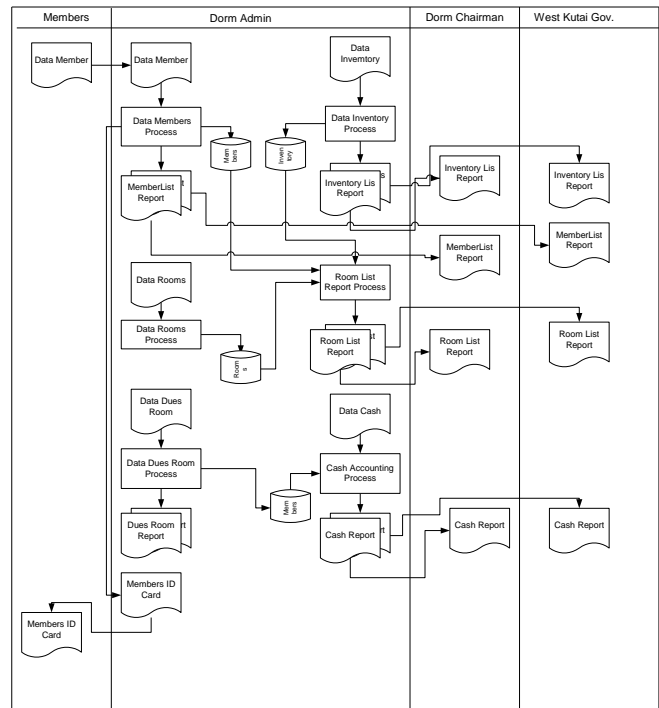 Members
Dorm Admin
Dorm Chairman
West Kutai Gov.
Data Member
Data Member
Data
Invemtory
Data Members
Process
Data Inventory
Process
Mem
bers
Inven
tory
MemberList
Report
t
Inventory Lis
Report
s
Inventory Lis
Report
Inventory Lis
Report
MemberList
Report
MemberList
Report
Data Rooms
Room List
Report Process
Data Rooms
Process
Room
s
Room List
Report
st
Room List
Report
Room List
Report
Data Dues
Room
Data Cash
Data Dues Room
Process
Cash Accounting
Process
Mem
bers
Dues Room
Report
rt
Cash Report
rt
Cash Report
Cash Report
Members ID
Card
Members ID
Card